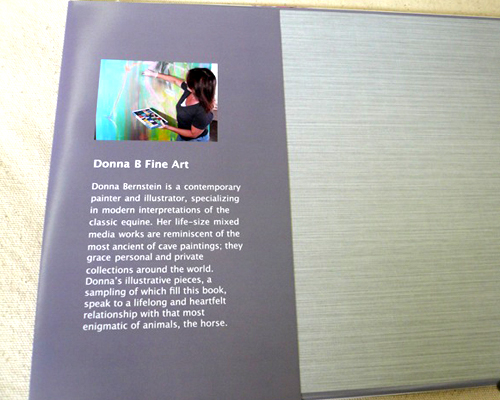 Donna B Fine Art
Donna Bernstein is a contemporary
painter and illustrator, specializing
in modern interpretations of the
classic equine. Her life-size mixed
media works are reminiscent of the
most ancient of cave paintings; they
grace personal and private
collections around the world.
Donna's illustrative pieces, a
sampling of which fill this book,
speak to a lifelong and heartfelt
relationship with that most
enigmatic of animals, the horse.